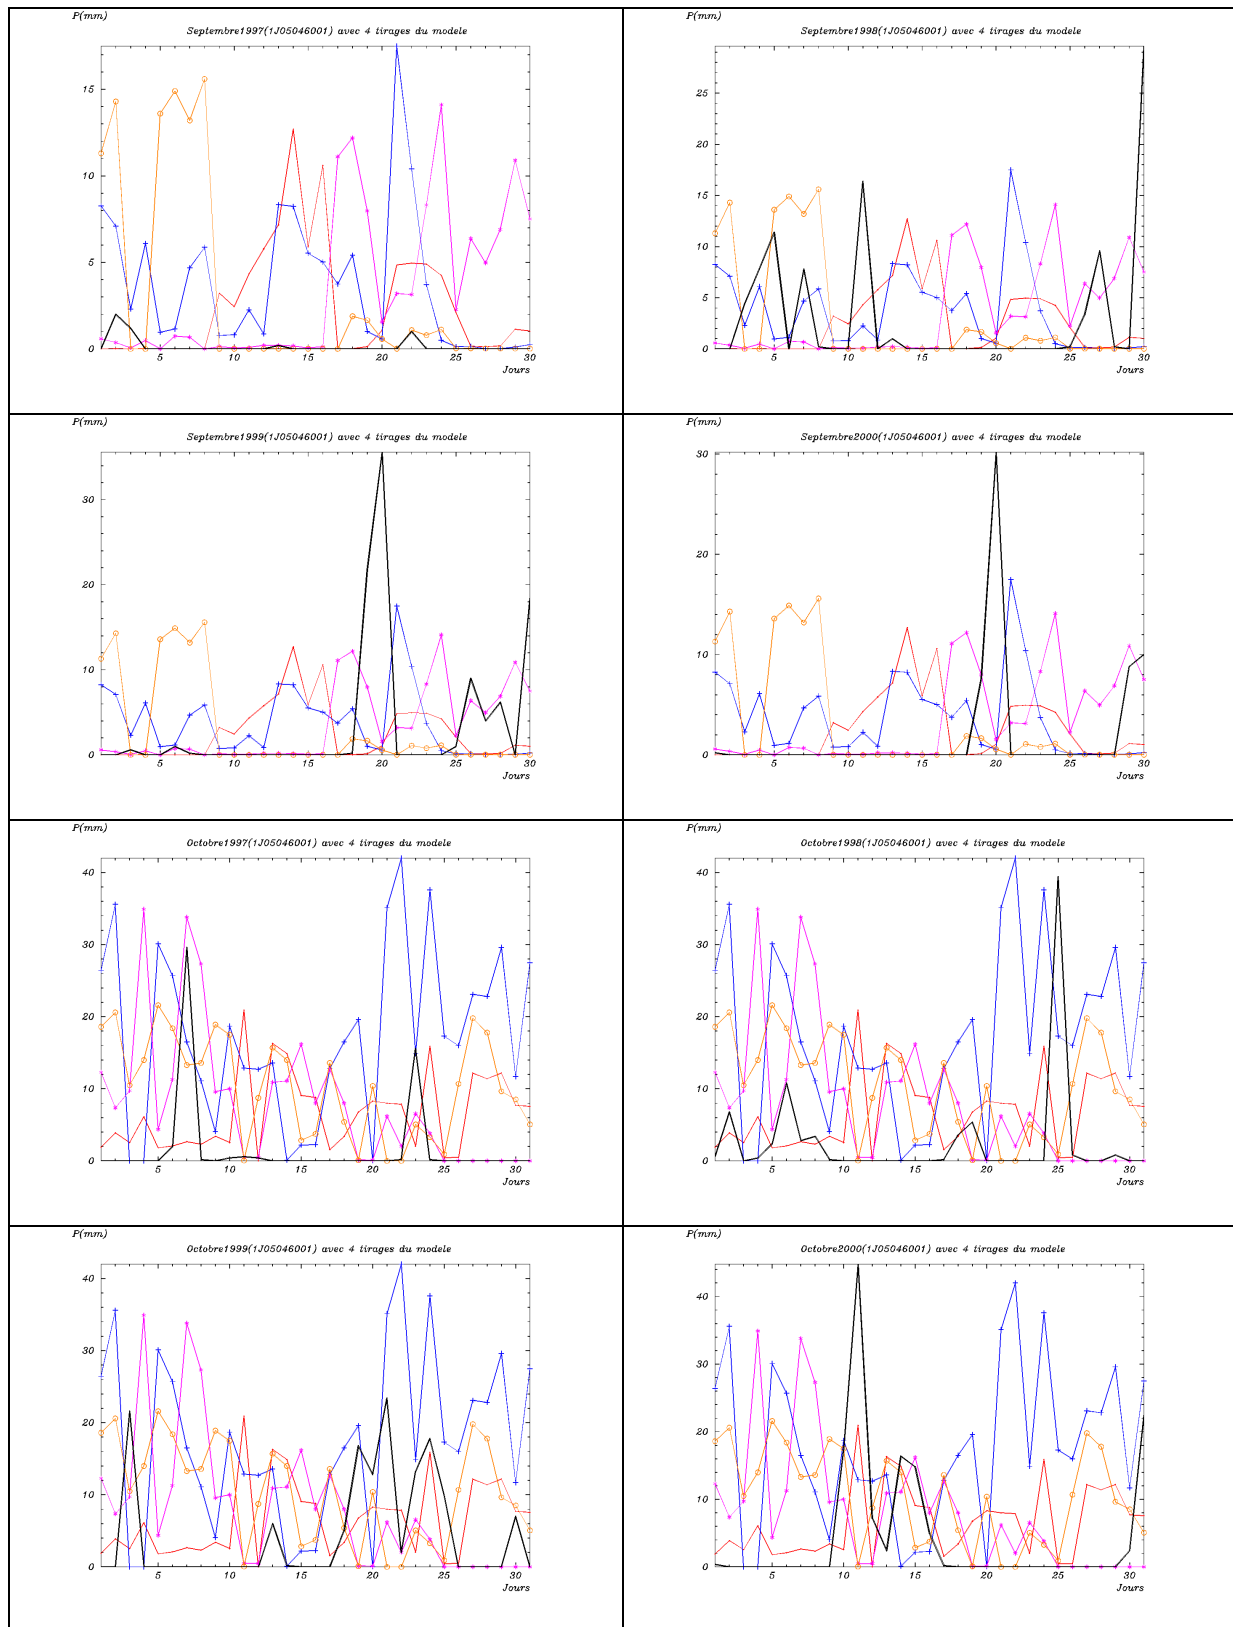 P(mm)
Septembre1997(1J05046001) avec 4 tirages du modele
15
10
5
0
5 10 15 20 25 30
Jours
P(mm)
Septembre1998(1J05046001) avec 4 tirages du modele
25
20
15
10
5
0
5 10 15 20 25 30
Jours
P(mm)
Septembre1999(1J05046001) avec 4 tirages du modele
30
20
10
0
5 10 15 20 25 30
Jours
P(mm)
Septembre2000(1J05046001) avec 4 tirages du modele
30
20
10
0
5 10 15 20 25 30
Jours
P(mm)
Octobre1997(1J05046001) avec 4 tirages du modele
40
30
20
10
0
5 10 15 20 25 30
Jours
P(mm)
Octobre1998(1J05046001) avec 4 tirages du modele
40
30
20
10
0
5 10 15 20 25 30
Jours
P(mm)
Octobre1999(1J05046001) avec 4 tirages du modele
40
30
20
10
0
5 10 15 20 25 30
Jours
P(mm)
Octobre2000(1J05046001) avec 4 tirages du modele
40
30
20
10
0
5 10 15 20 25 30
Jours